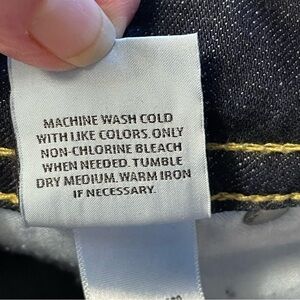 MACHINE WASH COLD
WITH LIKE COLORS. ONLY
NON-CHLORINE BLEACH
WHEN NEEDED. TUMBLE
DRY MEDIUM. WARM IRON
IF NECESSARY.